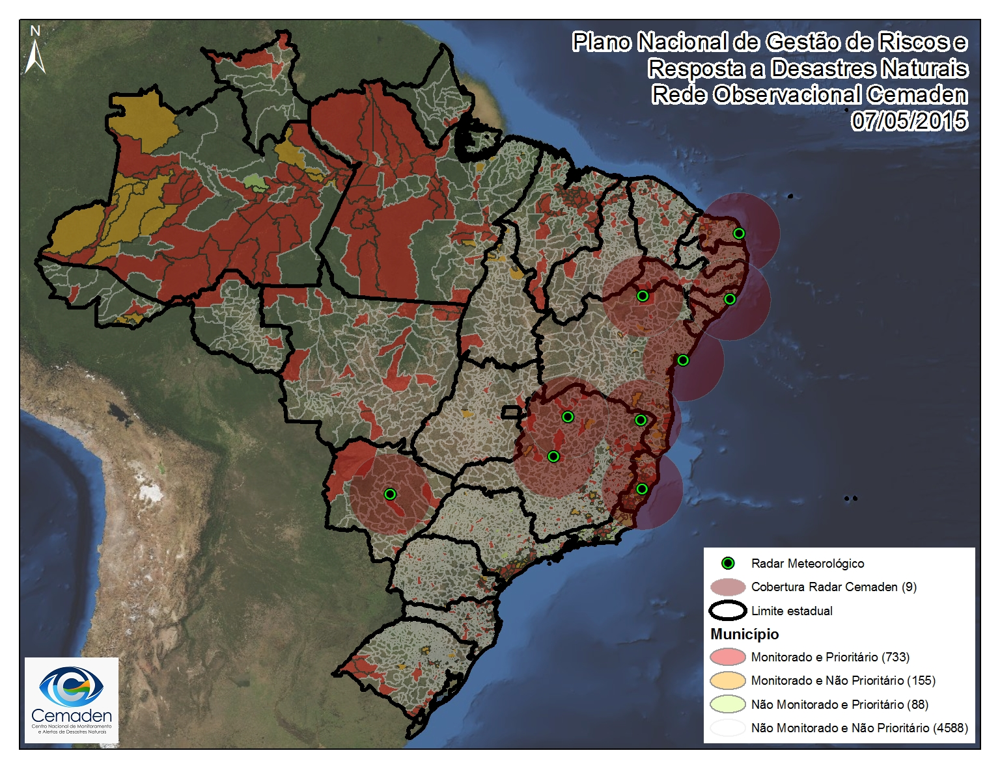 N
Plano Nacional de Gestão de Riscos e
Resposta a Desastres Naturais
Rede Observacional Cemaden
07/05/2015
Radar Meteorológico
Cobertura Radar Cemaden (9)
Limite estadual
Município
Monitorado e Prioritário (733)
Monitorado e Não Prioritário (155)
Não Monitorado e Prioritário (88)
Não Monitorado e Não Prioritário (4588)
Cemaden
Centro Nacional de Monitoramento
e Alertas de Desastres Naturais